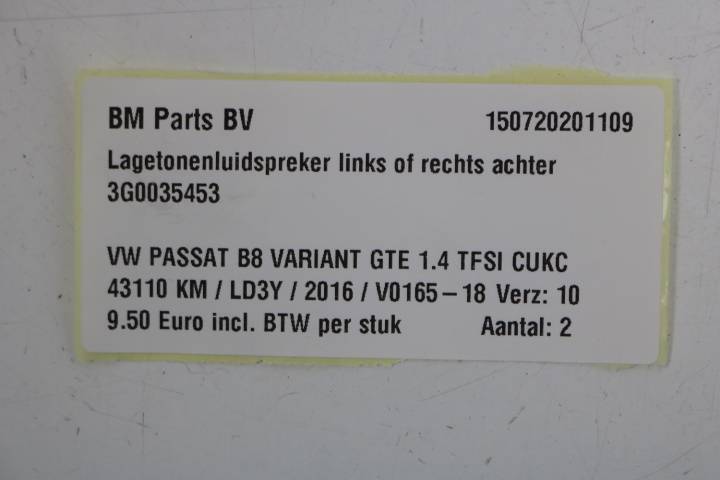 BM Parts BV 150720201109
Lagetonenluidspreker links of rechts achter
3G0035453
VW PASSAT B8 VARIANT GTE 1.4 TFSI CUKC
43110 KM / LD3Y / 2016 / V0165-18 Verz: 10
9.50 Euro incl. BTW per stuk Aantal: 2